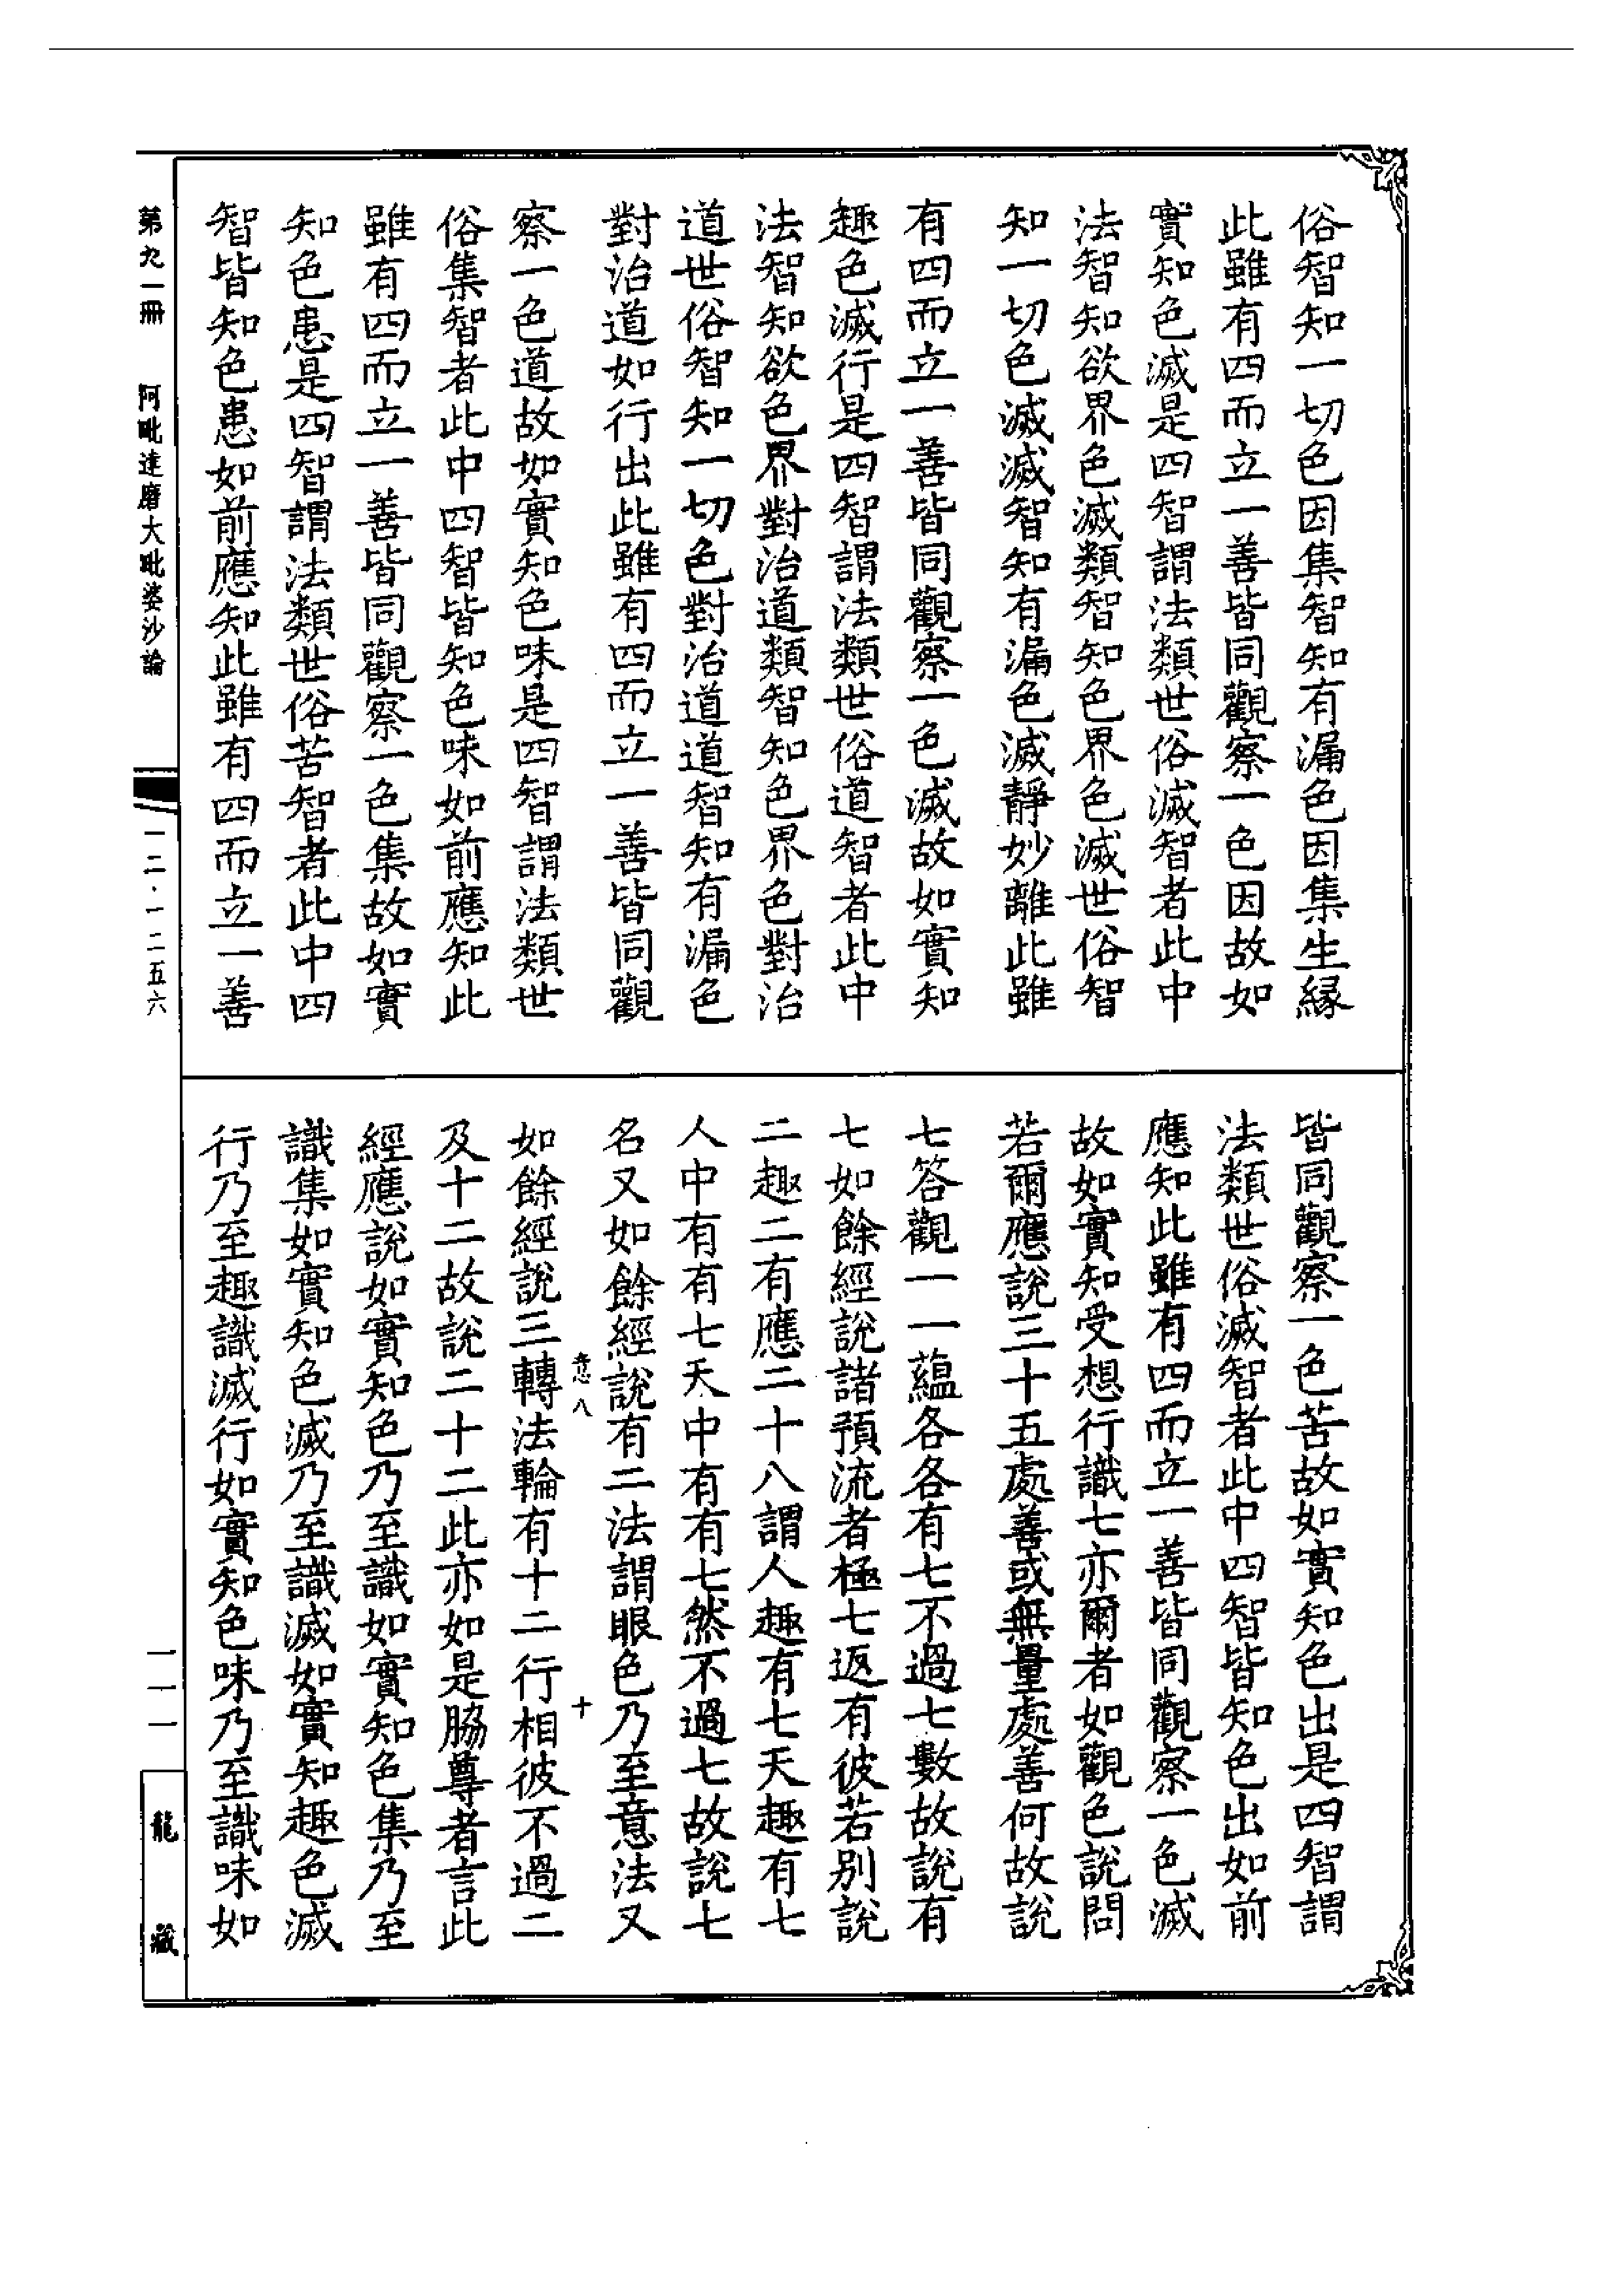 俗智知一切色因集智知有漏色因集生緣
此雖有四而立一善皆同觀察一色因故如
實知色滅是四智謂法類世俗滅智者此中
法智知欲界色滅類智知色界色滅世俗智
知一切色滅滅智知有漏色滅靜妙離此雖
有四而立一善皆同觀察一色滅故如實知
趣色滅行是四智謂法類世俗道智者此中
法智知欲色界對治道類智知色界色對治
道世俗智知一切色對治道道智知有漏色
對治道如行出此雖有四而立一善皆同觀
察一色道故如實知色味是四智謂法類世
俗集智者此中四智皆知色味如前應知此
雖有四而立一善皆同觀察一色集故如實
知色患是四智謂法類世俗苦智者此中四
智皆知色患如前應知此雖有四而立一善
皆同觀察一色苦故如實知色出是四智謂
法類世俗滅智者此中四智皆知色出如前
應知此雖有四而立一善皆同觀察一色滅
故如實知受想行識七亦爾者如觀色說問
若爾應說三十五處善或無量處善何故說
七答觀一一蘊各各有七不過七數故說有
七如餘經說諸預流者極七返有彼若別說
二趣二有應二十八謂人趣有七天趣有七
人中有有七天中有有七然不過七故說七
名又如餘經說有二法謂眼色乃至意法又
如餘經說三轉法輪有十二行相彼不過二
及十二故說二十二此亦如是脇尊者言此
經應說如實知色乃至識如實知色集乃至
識集如實知色滅乃至識滅如實知趣色滅
行乃至趣識滅行如實知色味乃至識味如
八
十
第九一冊
阿毗達磨大毗婆沙論
一二·一二五六
一一一
龍藏